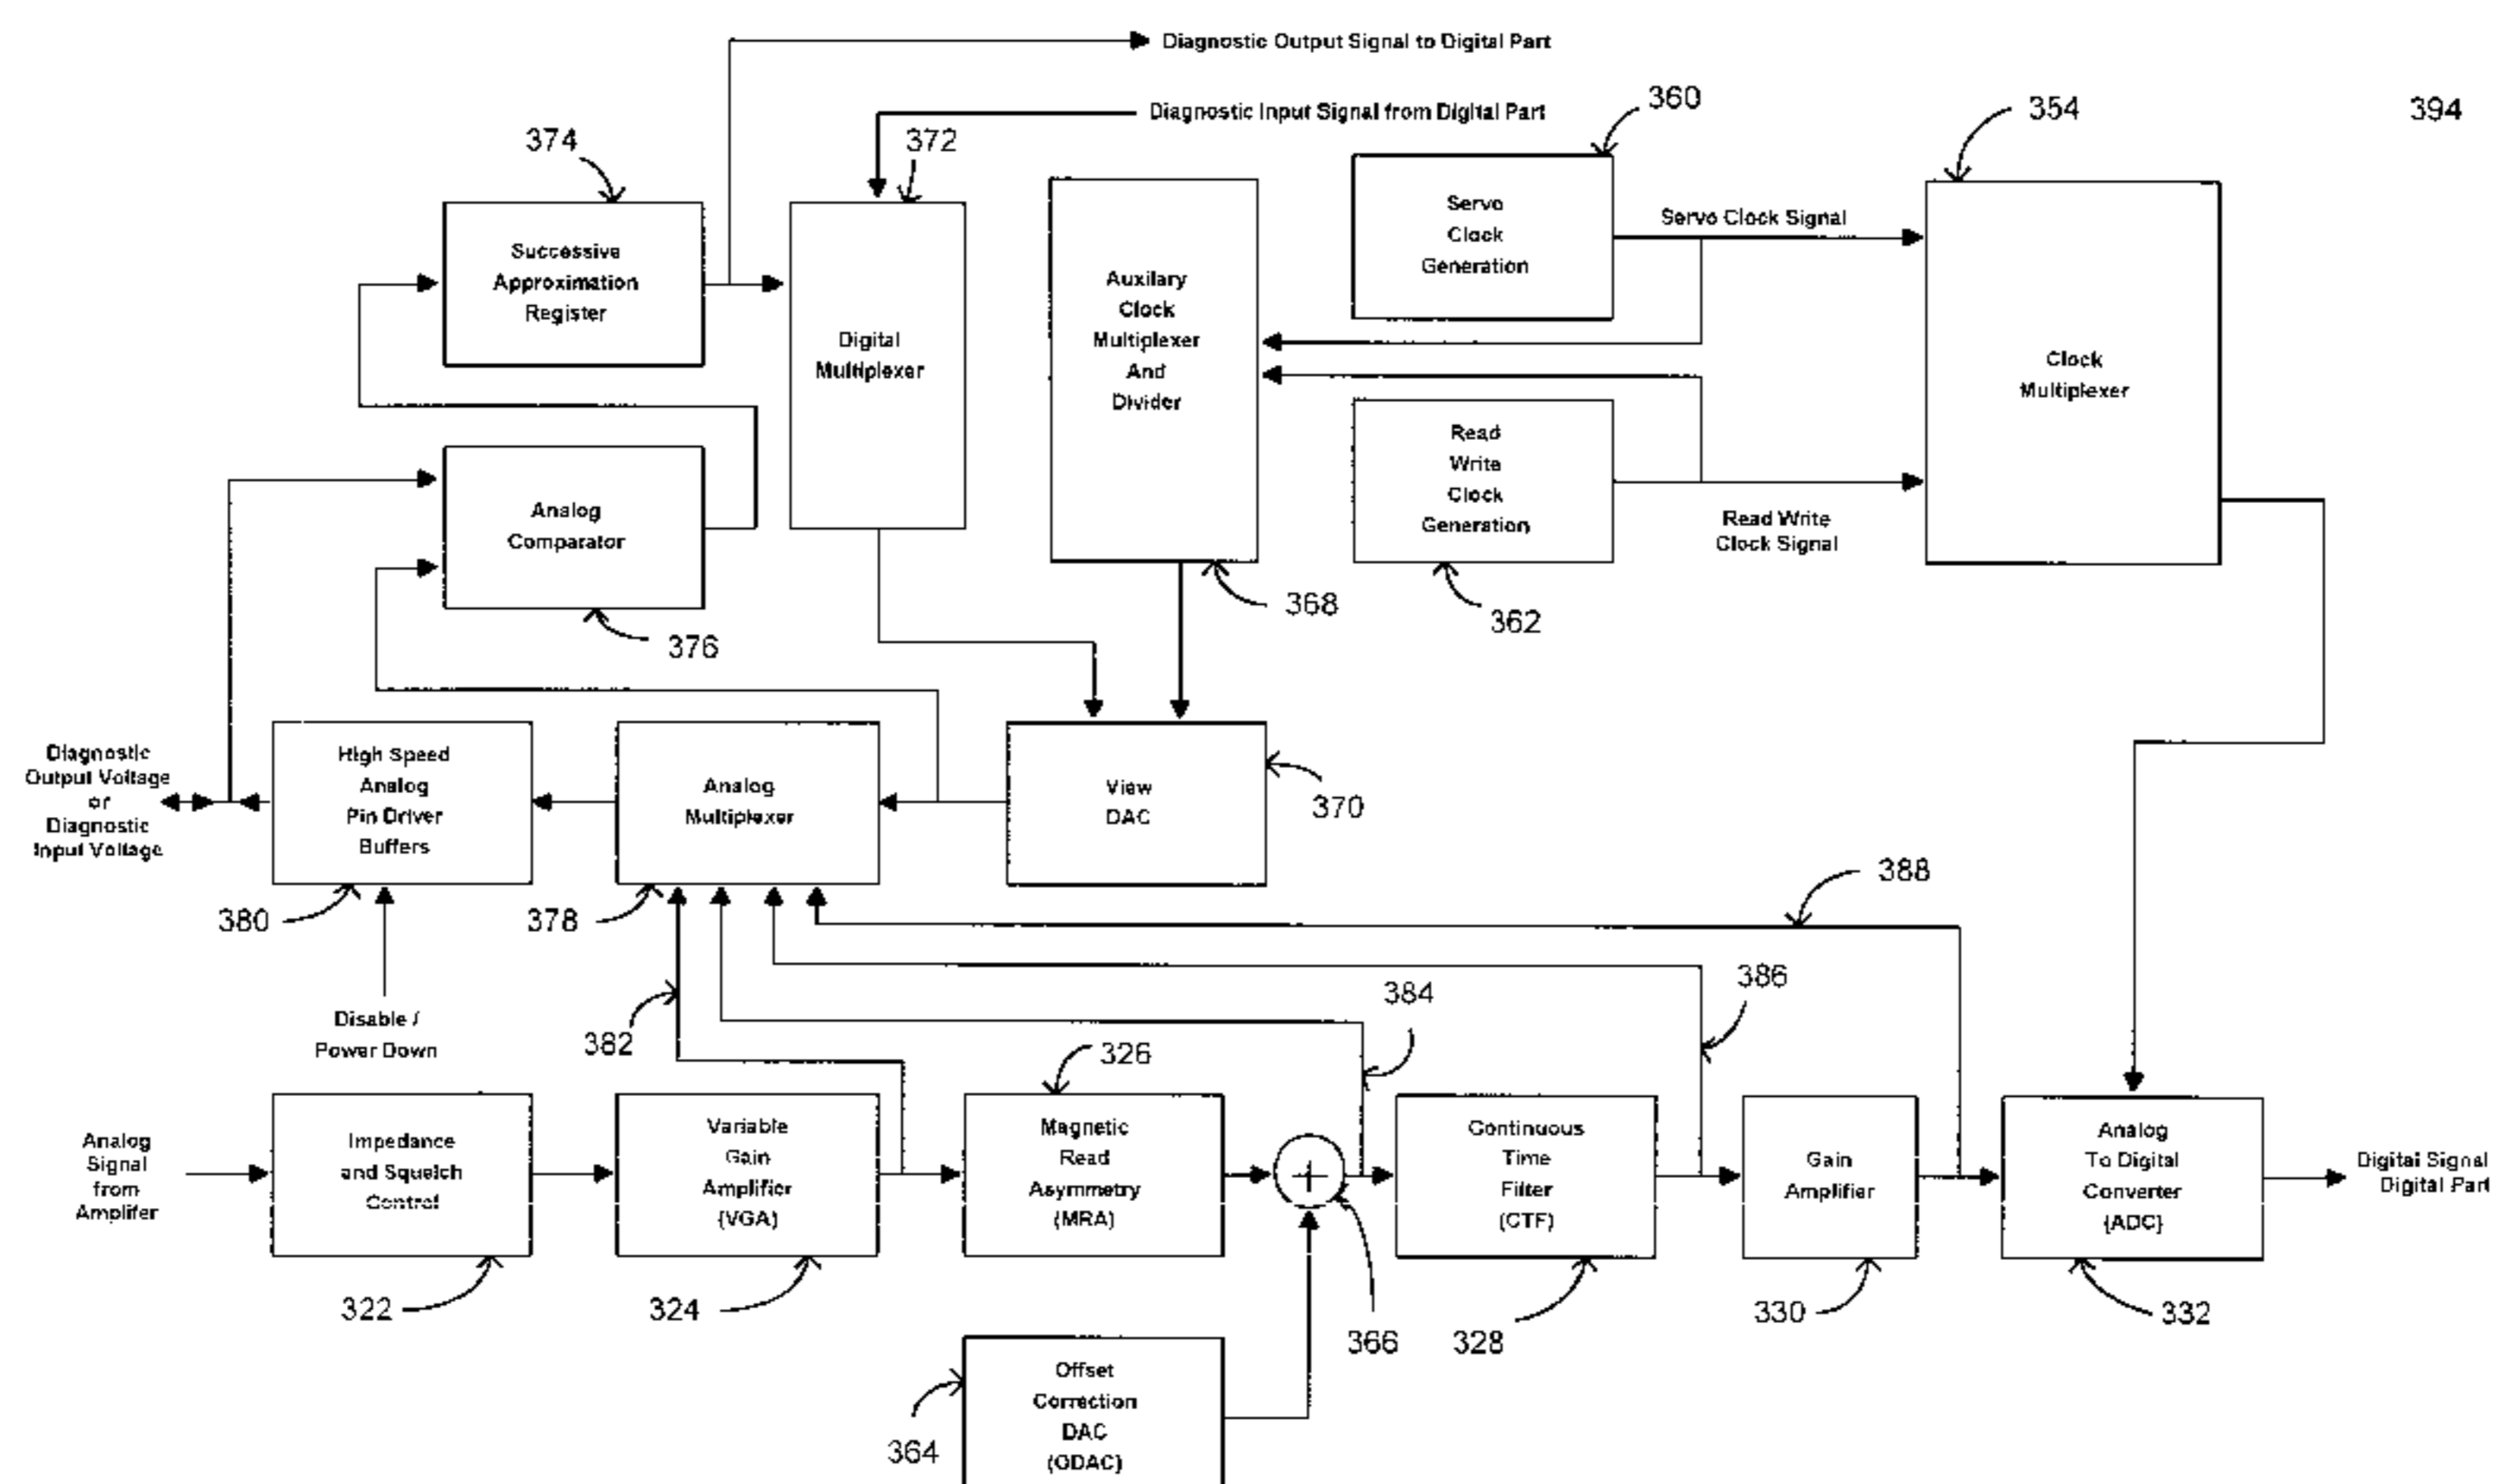 Diagnostic Output Signal to Digital Part
Diagnostic Input Signal from Digital Part
360
354
394
374
372
Successive
Approximation
Register
Digital
Multiplexer
Auxilary
Clock
Multiplexer
And
Divider
Servo
Clock
Generation
Servo Clock Signal
Clock
Multiplexer
Read
Write
Clock
Generation
Read Write
Clock Signal
Analog
Comparator
376
368
362
Diagnostic
Output Voltage
or
Diagnostic
Input Voltage
High Speed
Analog
Pin Driver
Buffers
Analog
Multiplexer
View
DAC
370
380
378
388
Disable /
Power Down
382
384
386
326
Analog
Signal
from
Amplifer
Impedance
and Squelch
Control
Variable
Gain
Amplifier
(VGA)
Magnetic
Read
Asymmetry
(MRA)
+
Continuous
Time
Filter
(CTF)
Gain
Amplifier
Analog
To Digital
Converter
(ADC)
Digital Signal
Digital Part
322
324
366
328
330
332
Offset
Correction
DAC
(ODAC)
364